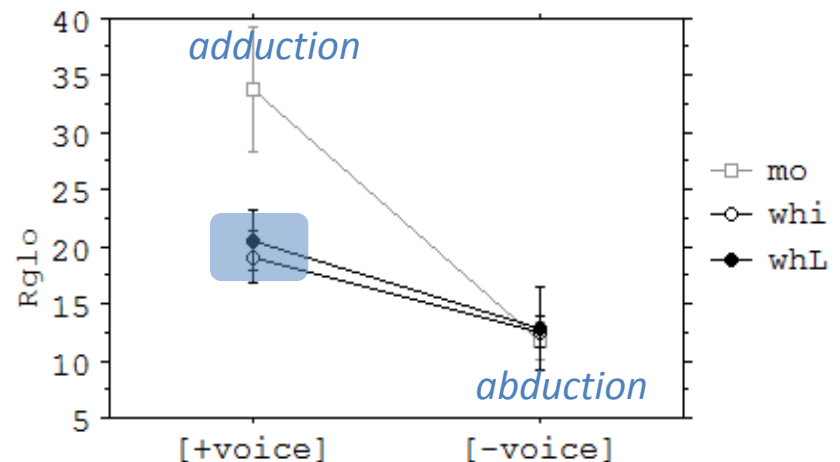 40
adduction
35
30
25
20
15
10
5
Rglo
abduction
[+voice]
[-voice]
mo
whi
whL